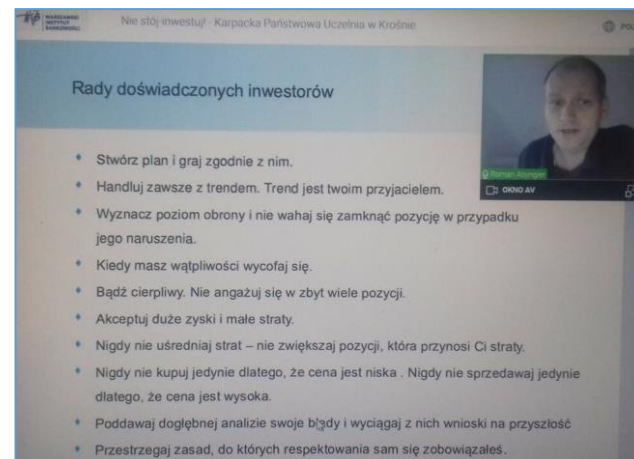 WARSZAWSKI
INSTYTUT
BANKOWOŚCI
Nie stój-inwestuj! - Karpacka Państwowa Uczelnia w Krośnie
Rady doświadczonych inwestorów
OKNO AV
Stwórz plan i graj zgodnie z nim.
Handluj zawsze z trendem. Trend jest twoim przyjacielem.
Wyznacz poziom obrony i nie wahaj się zamknąć pozycję w przypadku
jego naruszenia.
Kiedy masz wątpliwości wycofaj się.
Bądź cierpliwy. Nie angażuj się w zbyt wiele pozycji.
Akceptuj duże zyski i małe straty.
Nigdy nie uśredniaj strat – nie zwiększaj pozycji, która przynosi Ci straty.
Nigdy nie kupuj jedynie dlatego, że cena jest niska . Nigdy nie sprzedawaj jedynie
dlatego, że cena jest wysoka.
Poddawaj dogłębnej analizie swoje błędy i wyciągaj z nich wnioski na przyszłość
Przestrzegaj zasad, do których respektowania sam się zobowiązałeś.